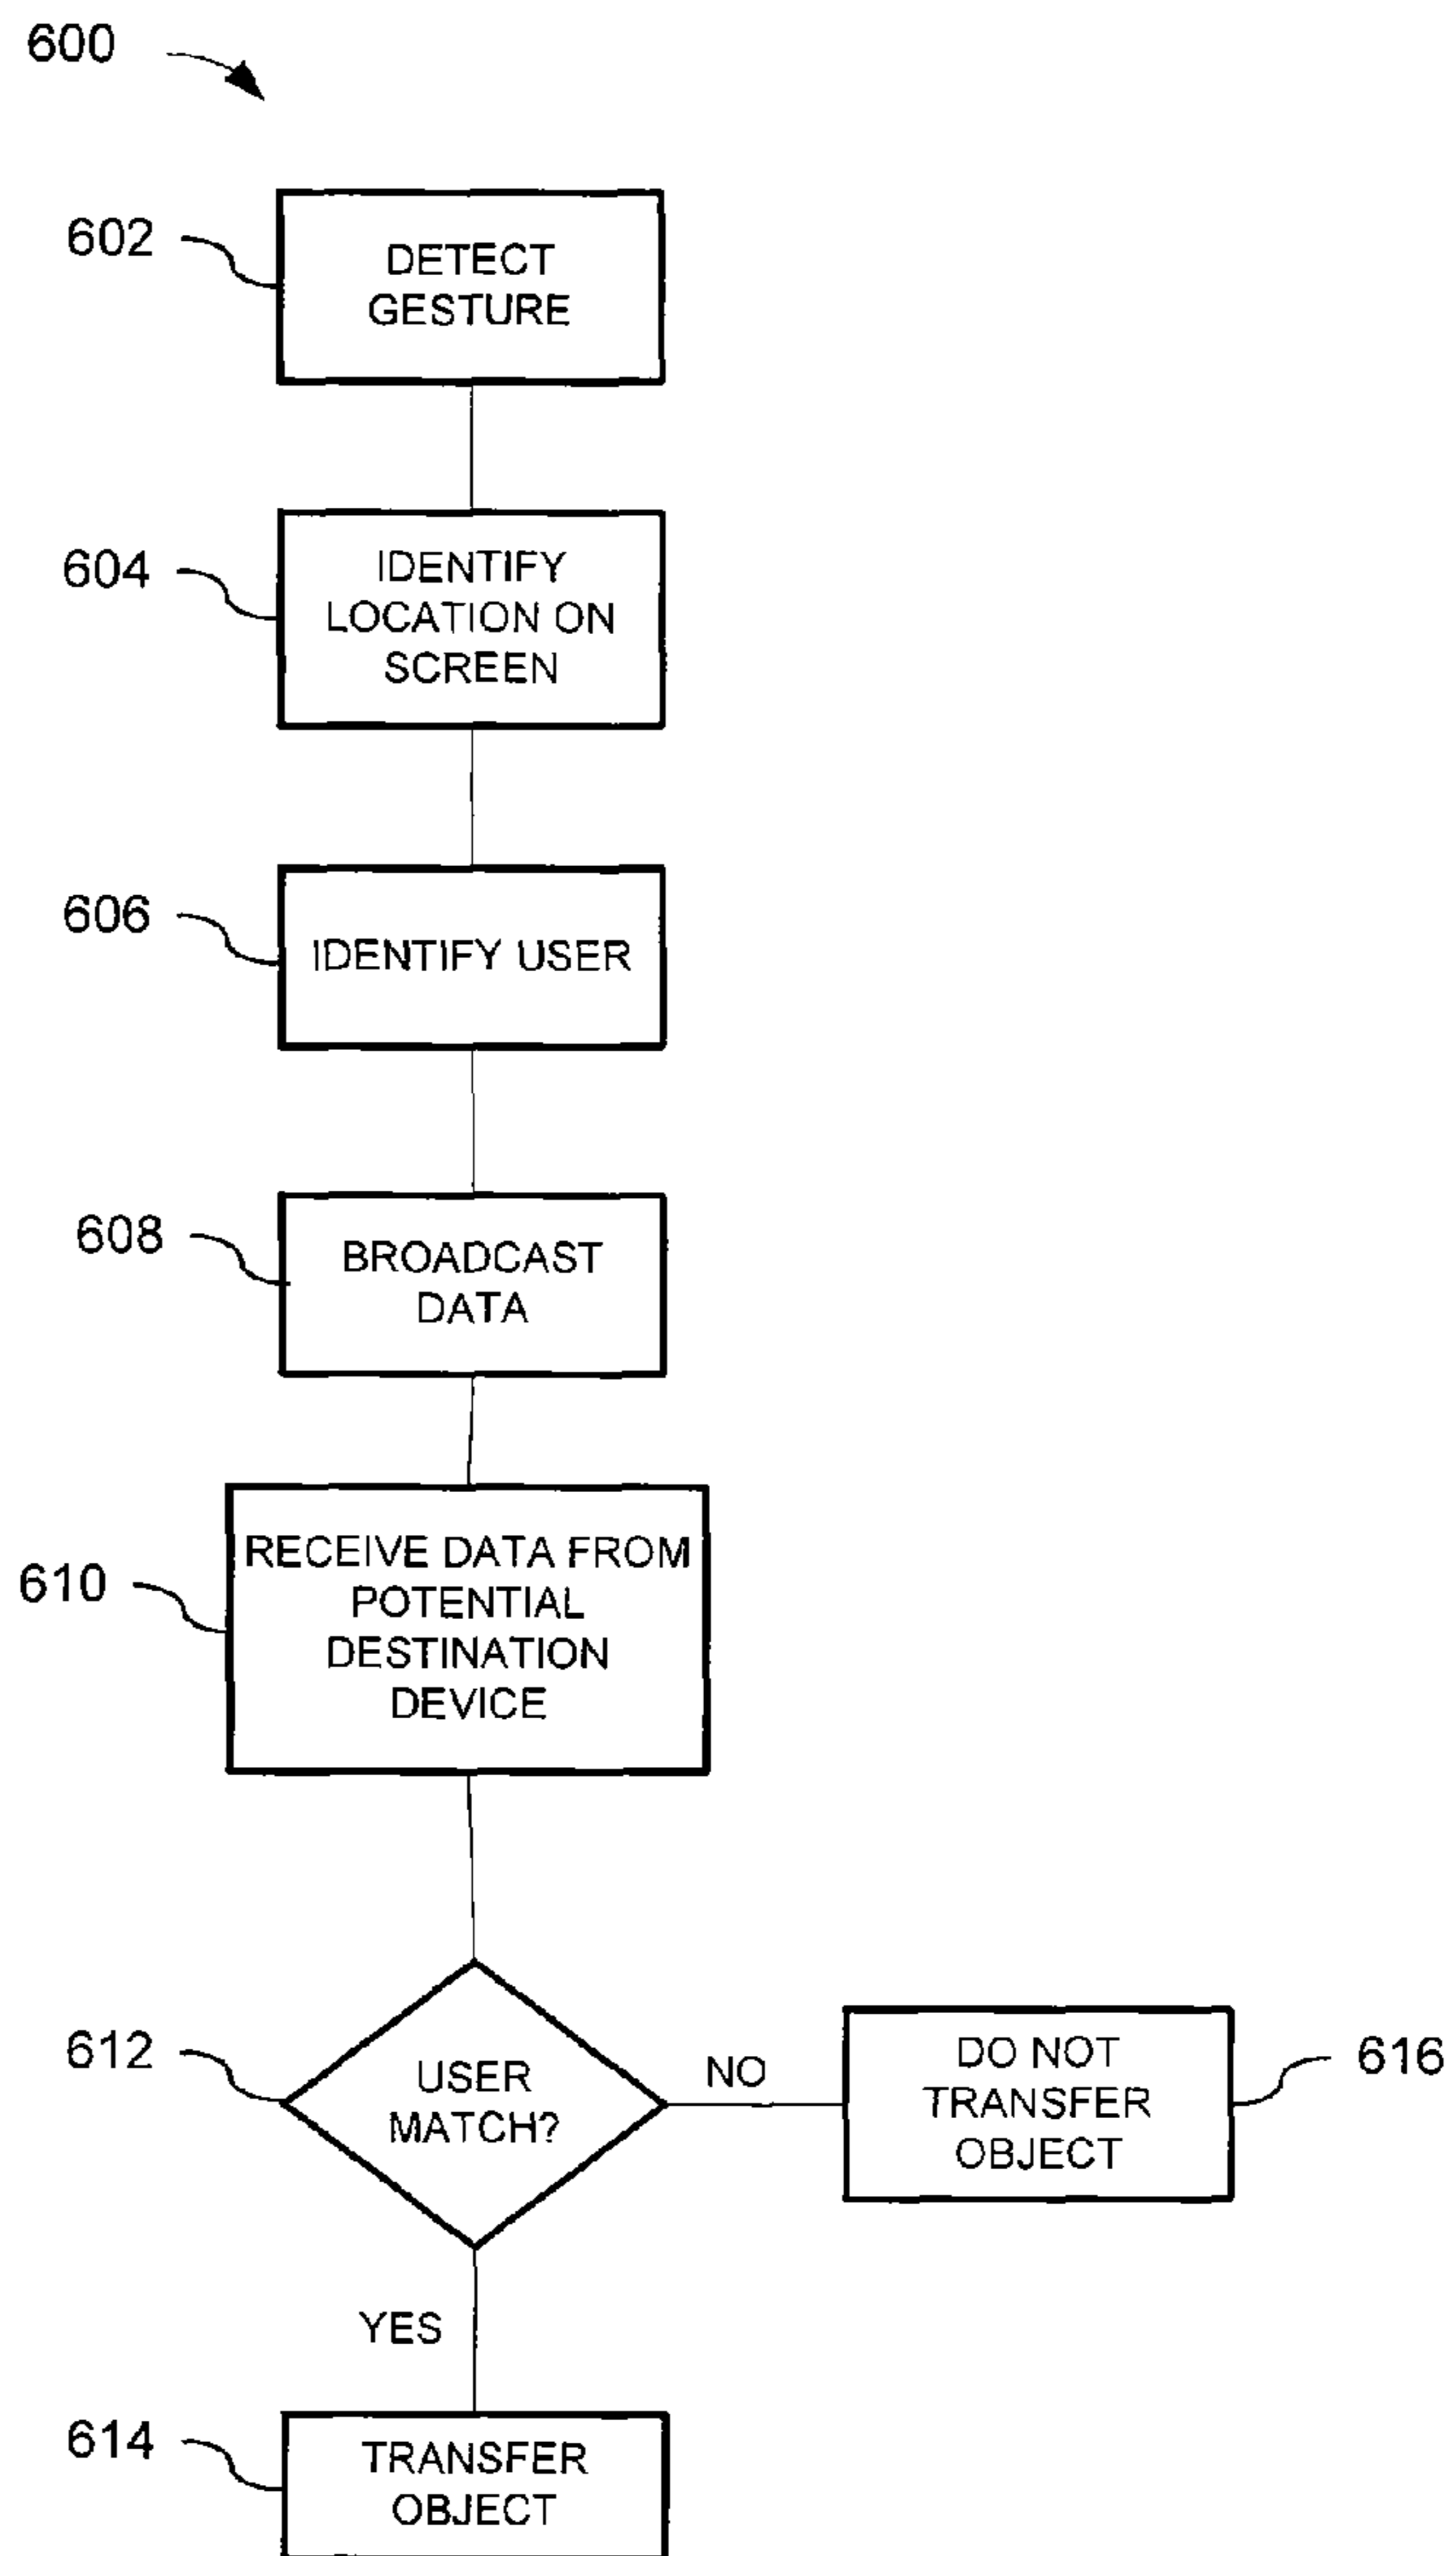 600
602
DETECT
GESTURE
604
IDENTIFY
LOCATION ON
SCREEN
606
IDENTIFY USER
608
BROADCAST
DATA
610
RECEIVE DATA FROM
POTENTIAL
DESTINATION
DEVICE
612
USER
MATCH?
NO
DO NOT
TRANSFER
OBJECT
616
YES
614
TRANSFER
OBJECT